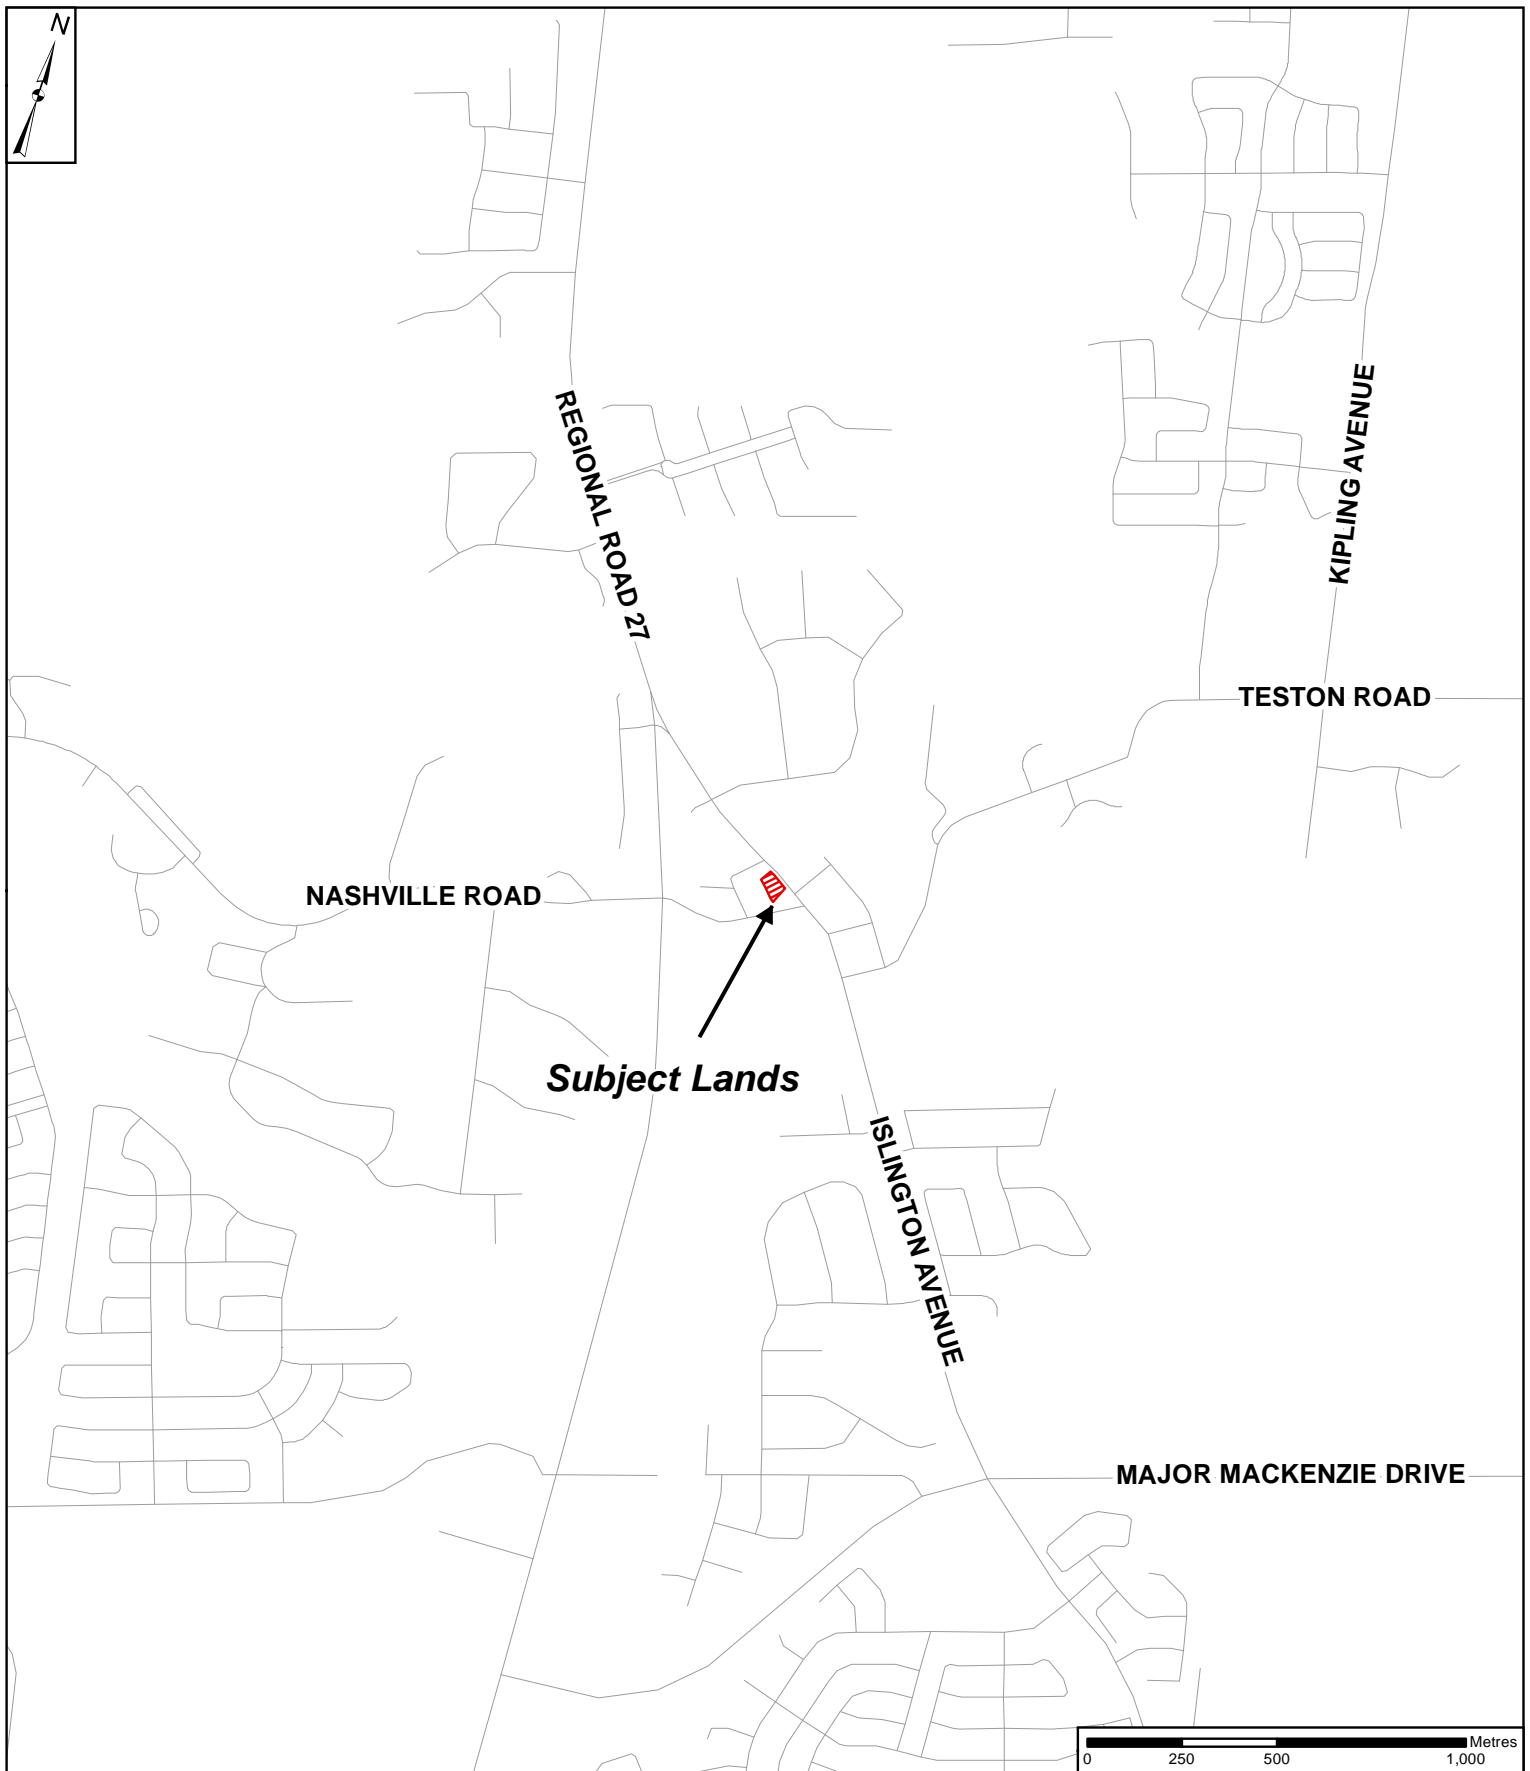 N
REGIONAL ROAD 27
KIPLING AVENUE
TESTON ROAD
NASHVILLE ROAD
Subject Lands
ISLINGTON AVENUE
MAJOR MACKENZIE DRIVE
Metres
0 250 500 1,000